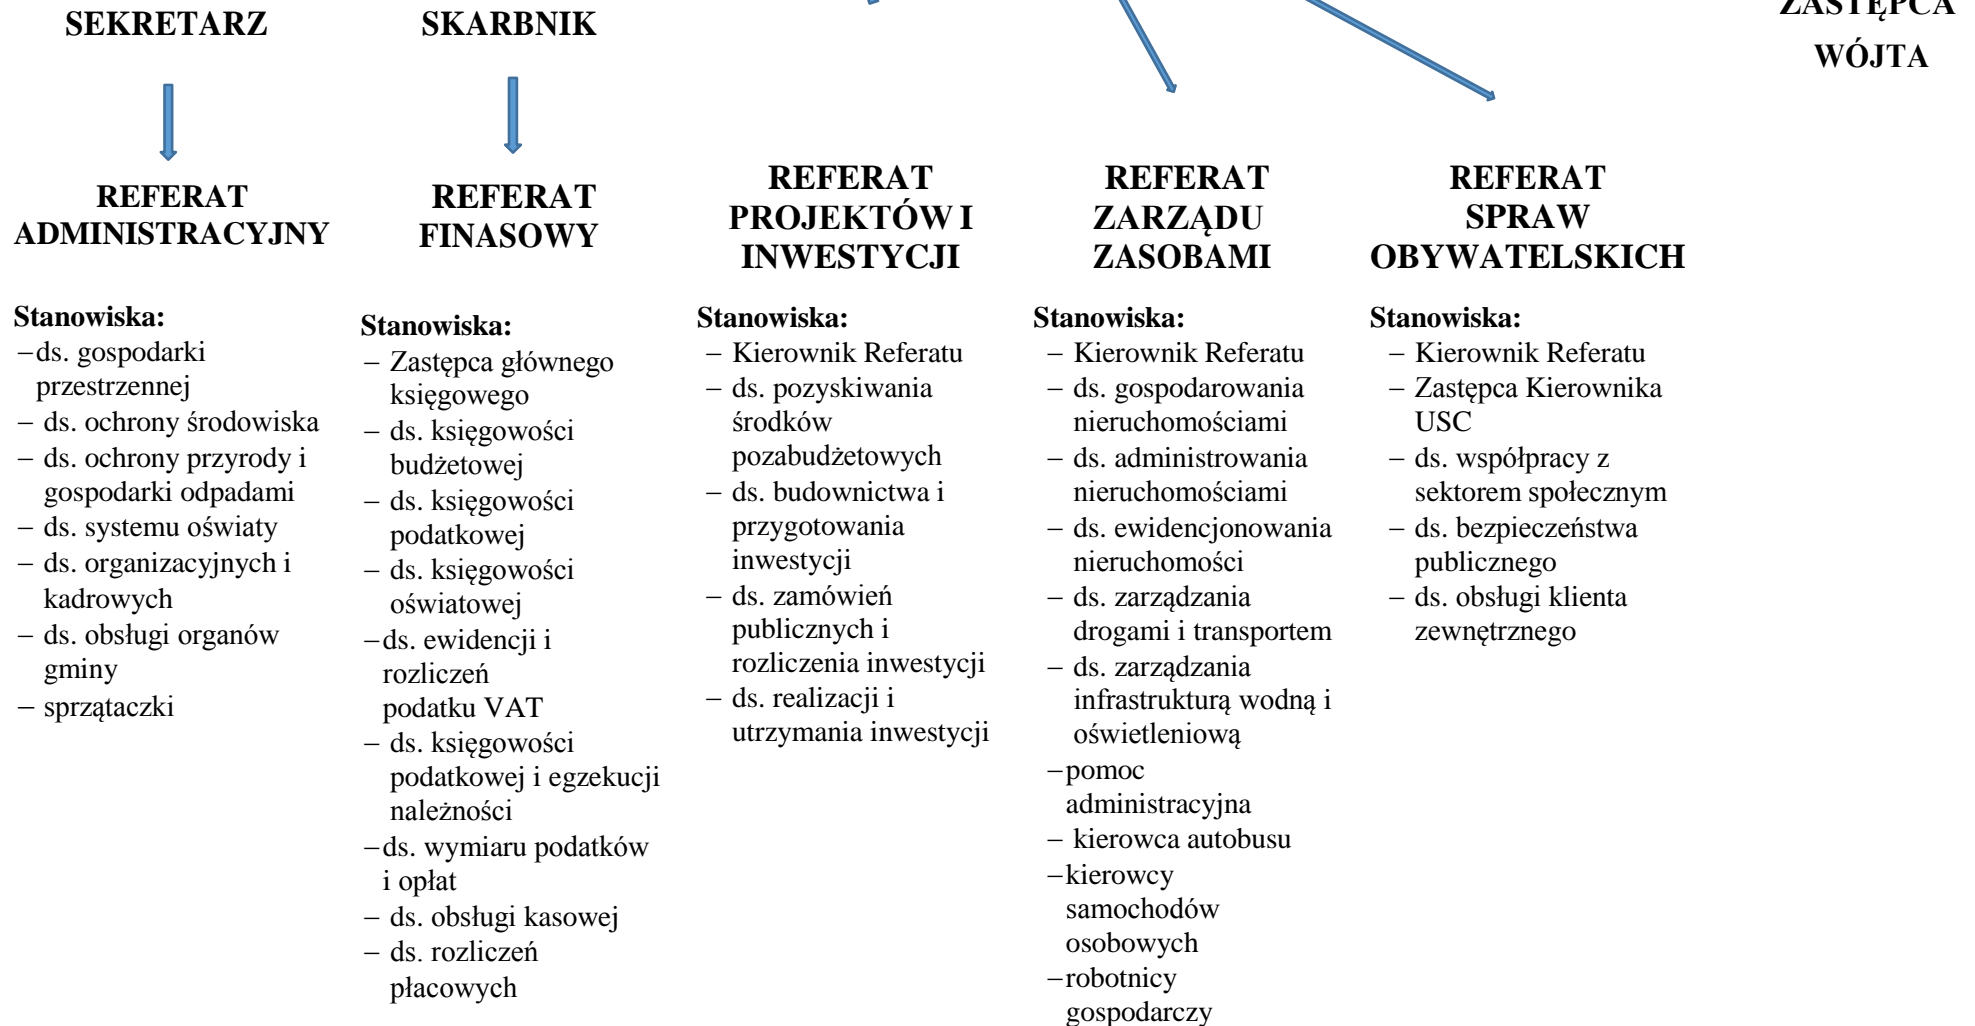 SEKRETARZ
SKARBNIK
ZASTĘPCA
WÓJTA
REFERAT
ADMINISTRACYJNY
Stanowiska:
– ds. gospodarki
przestrzennej
– ds. ochrony środowiska
– ds. ochrony przyrody i
gospodarki odpadami
– ds. systemu oświaty
– ds. organizacyjnych i
kadrowych
– ds. obsługi organów
gminy
– sprzątaczki
REFERAT
FINASOWY
Stanowiska:
– Zastępca głównego
księgowego
– ds. księgowości
budżetowej
– ds. księgowości
podatkowej
– ds. księgowości
oświatowej
– ds. ewidencji i
rozliczeń
podatku VAT
– ds. księgowości
podatkowej i egzekucji
należności
– ds. wymiaru podatków
i opłat
– ds. obsługi kasowej
– ds. rozliczeń
płacowych
REFERAT
PROJEKTÓW I
INWESTYCJI
Stanowiska:
– Kierownik Referatu
– ds. pozyskiwania
środków
pozabudżetowych
– ds. budownictwa i
przygotowania
inwestycji
– ds. zamówień
publicznych i
rozliczenia inwestycji
– ds. realizacji i
utrzymania inwestycji
REFERAT
ZARZĄDU
ZASOBAMI
Stanowiska:
– Kierownik Referatu
– ds. gospodarowania
nieruchomościami
– ds. administrowania
nieruchomościami
– ds. ewidencjonowania
nieruchomości
– ds. zarządzania
drogami i transportem
– ds. zarządzania
infrastrukturą wodną i
oświetleniową
– pomoc
administracyjna
– kierowca autobusu
– kierowcy
samochodów
osobowych
– robotnicy
gospodarczy
REFERAT
SPRAW
OBYWATELSKICH
Stanowiska:
– Kierownik Referatu
– Zastępca Kierownika
USC
– ds. współpracy z
sektorem społecznym
– ds. bezpieczeństwa
publicznego
– ds. obsługi klienta
zewnętrznego